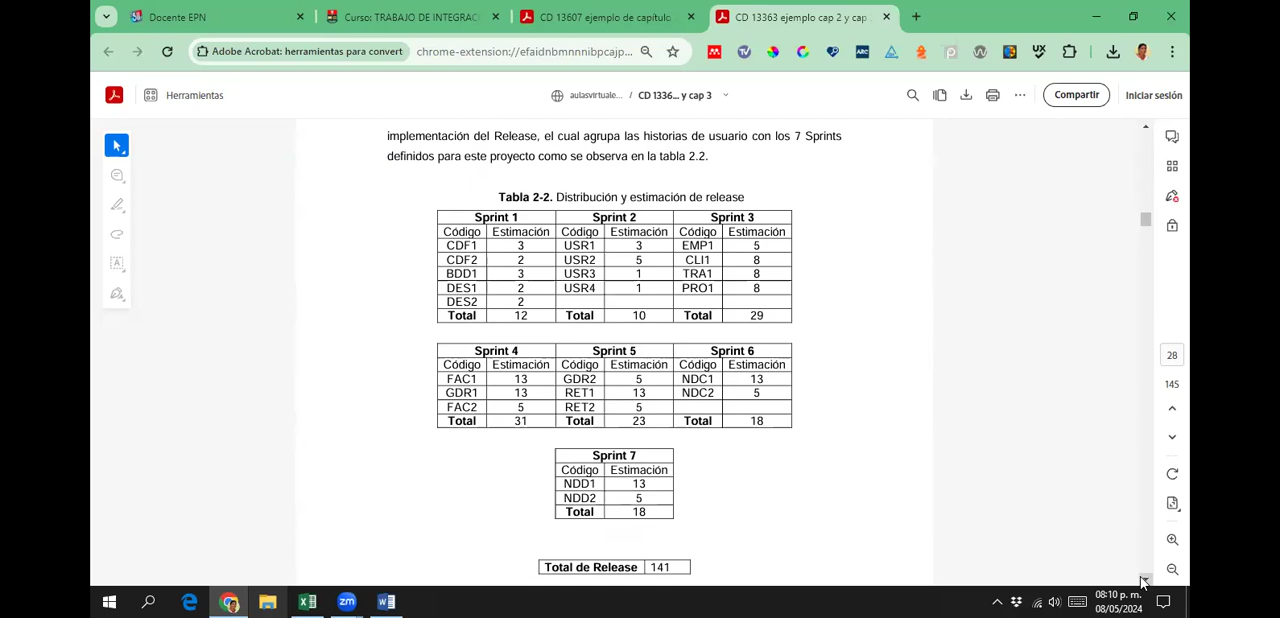 Docente EPN
Curso: TRABAJO DE INTEGRAC
CD 13607 ejemplo de capítulo
CD 13363 ejemplo cap 2 y cap
Adobe Acrobat: herramientas para convert
chrome-extension://efaidnbmnnnibpcajp...
Herramientas
aulasvirtuale... / CD 1336... y cap 3
Compartir
Iniciar sesión
implementación del Release, el cual agrupa las historias de usuario con los 7 Sprints
definidos para este proyecto como se observa en la tabla 2.2.
Tabla 2-2. Distribución y estimación de release
Sprint 1 Sprint 2 Sprint 3
Código Estimación Código Estimación Código Estimación
CDF1 3 USR1 3 EMP1 5
CDF2 2 USR2 5 CLI1 8
BDD1 3 USR3 1 TRA1 8
DES1 2 USR4 1 PRO1 8
DES2 2
Total 12 Total 10 Total 29
Sprint 4 Sprint 5 Sprint 6
Código Estimación Código Estimación Código Estimación
FAC1 13 GDR2 5 NDC1 13
GDR1 13 RET1 13 NDC2 5
FAC2 5 RET2 5
Total 31 Total 23 Total 18
Sprint 7
Código Estimación
NDD1 13
NDD2 5
Total 18
Total de Release 141
28
145
08:10 p. m.
08/05/2024